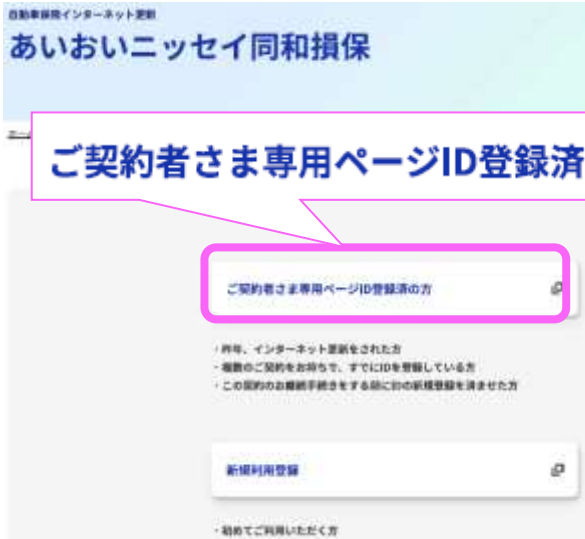 自動車保険インターネット更新
あいおいニッセイ同和損保
ホーム
ご契約者さま専用ページID登録済
ご契約者さま専用ページID登録済の方
・昨年、インターネット更新をされた方
・複数のご契約をお持ちで、すでにIDを登録している方
・この契約のお継続手続きをする前にIDの新規登録を済ませた方
新規利用登録
・初めてご利用いただく方